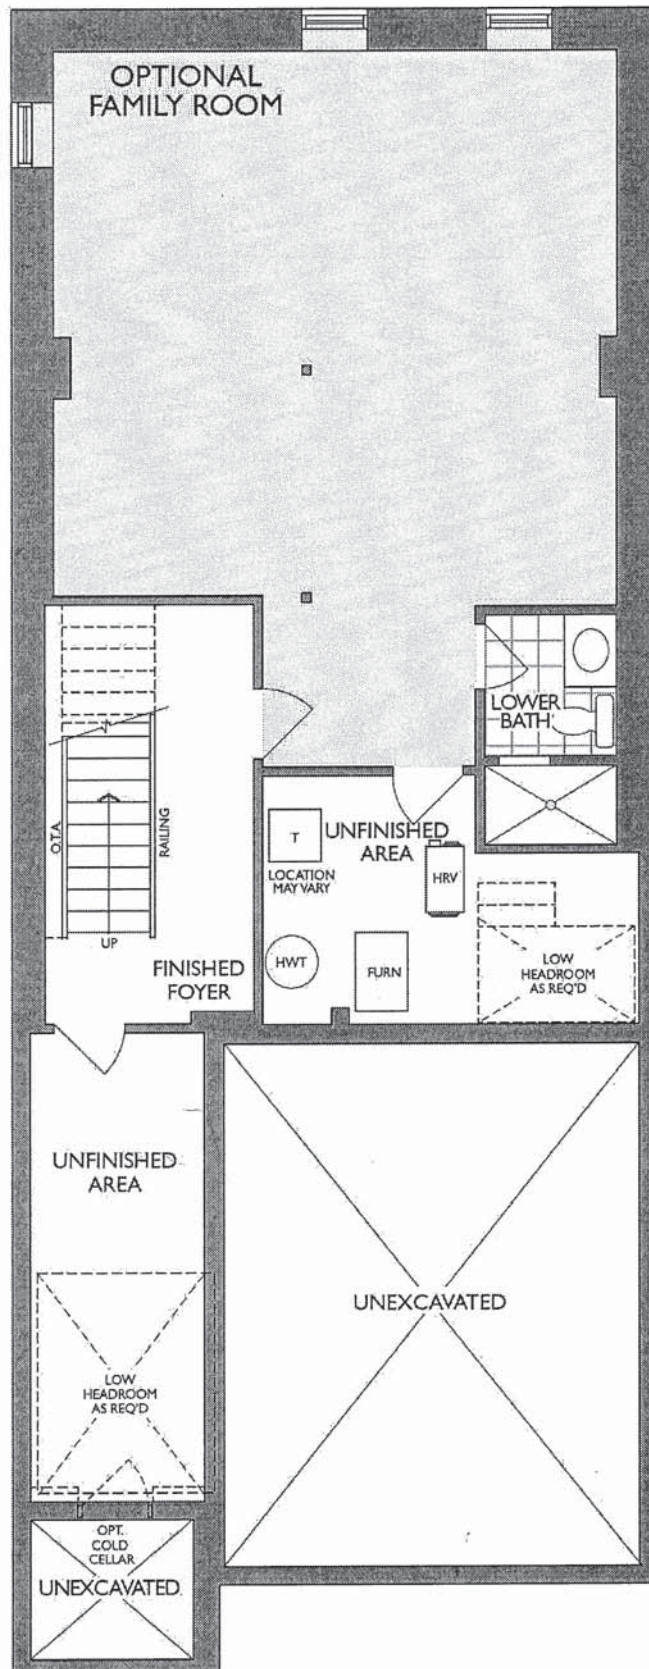 OPTIONAL
FAMILY ROOM
LOWER
BATH
O.T.A.
RAILING
UP
T
LOCATION
MAY VARY
UNFINISHED
AREA
HRV
HWT
FURN
LOW
HEADROOM
AS REQ'D
FINISHED
FOYER
UNFINISHED
AREA
UNEXCAVATED
LOW
HEADROOM
AS REQ'D
OPT.
COLD
CELLAR
UNEXCAVATED